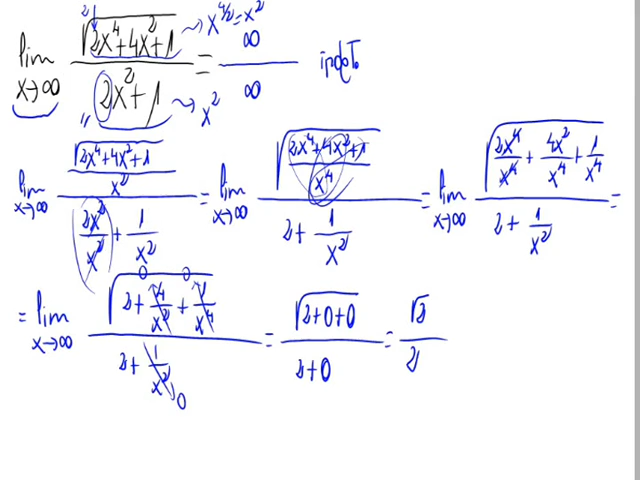 lim x→∞ √(2x⁴+4x²+1) / (2x²+1) = ∞/∞
x^(4/2) = x²
x²
lim x→∞ (√(2x⁴+4x²+1) / x²) / (2x²/x² + 1/x²) = lim x→∞ √((2x⁴+4x²+1)/x⁴) / (2 + 1/x²) = lim x→∞ √(2x⁴/x⁴ + 4x²/x⁴ + 1/x⁴) / (2 + 1/x²) =
= lim x→∞ √(2 + 4/x² + 1/x⁴) / (2 + 1/x²) = √(2+0+0) / (2+0) = √2 / 2